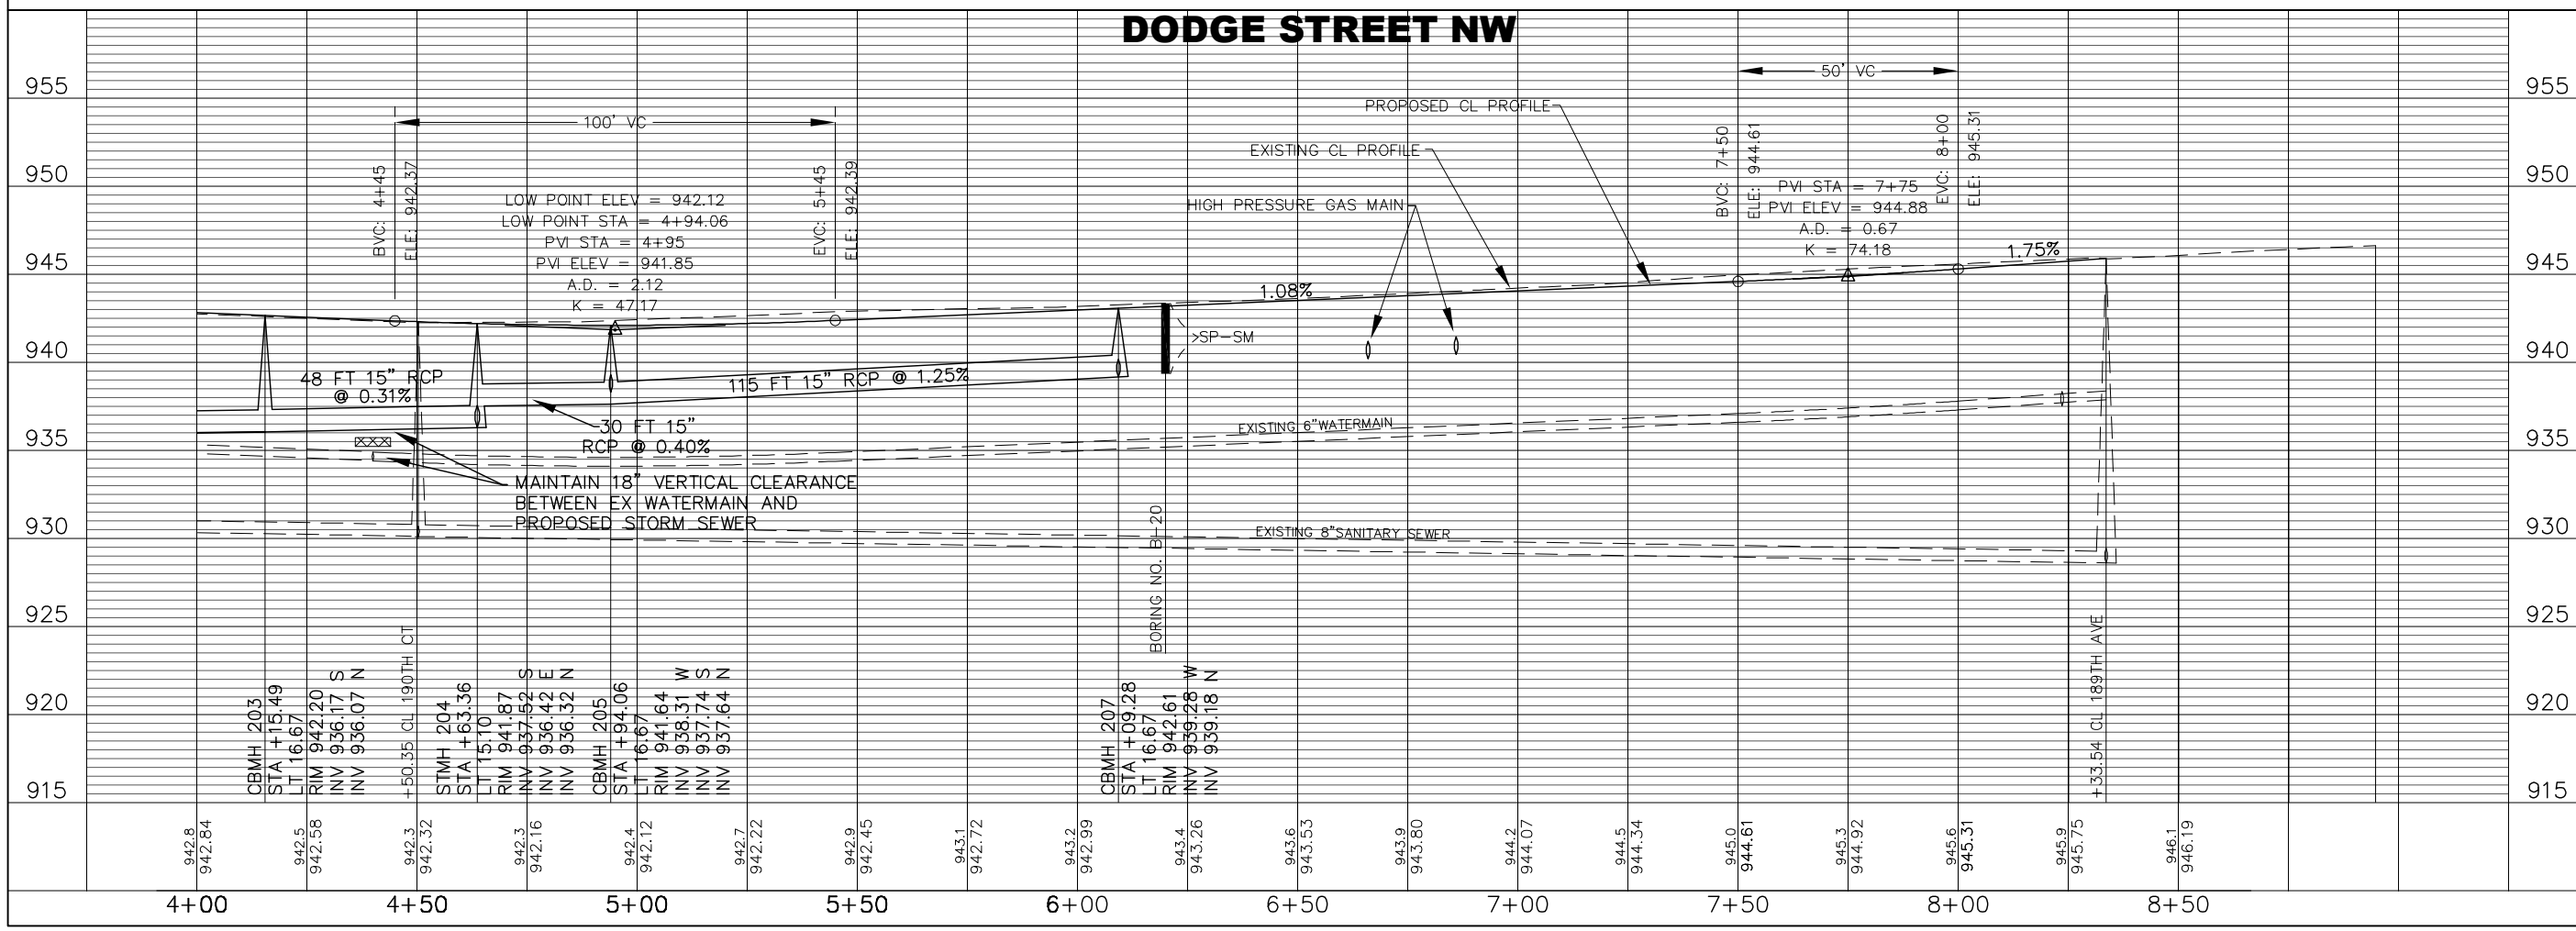 DODGE STREET NW
955
950
945
940
935
930
925
920
915
955
950
945
940
935
930
925
920
915
100' VC
BVC: 4+45
ELE: 942.37
LOW POINT ELEV = 942.12
LOW POINT STA = 4+94.06
PVI STA = 4+95
PVI ELEV = 941.85
A.D. = 2.12
K = 47.17
EVC: 5+45
ELE: 942.39
PROPOSED CL PROFILE
EXISTING CL PROFILE
HIGH PRESSURE GAS MAIN
50' VC
BVC: 7+50
ELE: 944.61
PVI STA = 7+75
PVI ELEV = 944.88
A.D. = 0.67
K = 74.18
EVC: 8+00
ELE: 945.31
1.75%
1.08%
>SP-SM
48 FT 15" RCP
@ 0.31%
115 FT 15" RCP @ 1.25%
30 FT 15"
RCP @ 0.40%
MAINTAIN 18" VERTICAL CLEARANCE
BETWEEN EX WATERMAIN AND
PROPOSED STORM SEWER
EXISTING 6"WATERMAIN
EXISTING 8"SANITARY SEWER
BORING NO. B-20
CBMH 203
STA +15.49
LT 16.67
RIM 942.20
INV 936.17 S
INV 936.07 N
+50.35 CL 190TH CT
STMH 204
STA +63.36
LT 15.10
RIM 941.87
INV 937.52 S
INV 936.42 E
INV 936.32 N
CBMH 205
STA +94.06
LT 16.67
RIM 941.64
INV 938.31 W
INV 937.74 S
INV 937.64 N
CBMH 207
STA +09.28
LT 16.67
RIM 942.61
INV 939.28 W
INV 939.18 N
+33.54 CL 189TH AVE
942.8
942.84
942.5
942.58
942.3
942.32
942.3
942.16
942.4
942.12
942.7
942.22
942.9
942.45
943.1
942.72
943.2
942.99
943.4
943.26
943.6
943.53
943.9
943.80
944.2
944.07
944.5
944.34
945.0
944.61
945.3
944.92
945.6
945.31
945.9
945.75
946.1
946.19
4+00
4+50
5+00
5+50
6+00
6+50
7+00
7+50
8+00
8+50